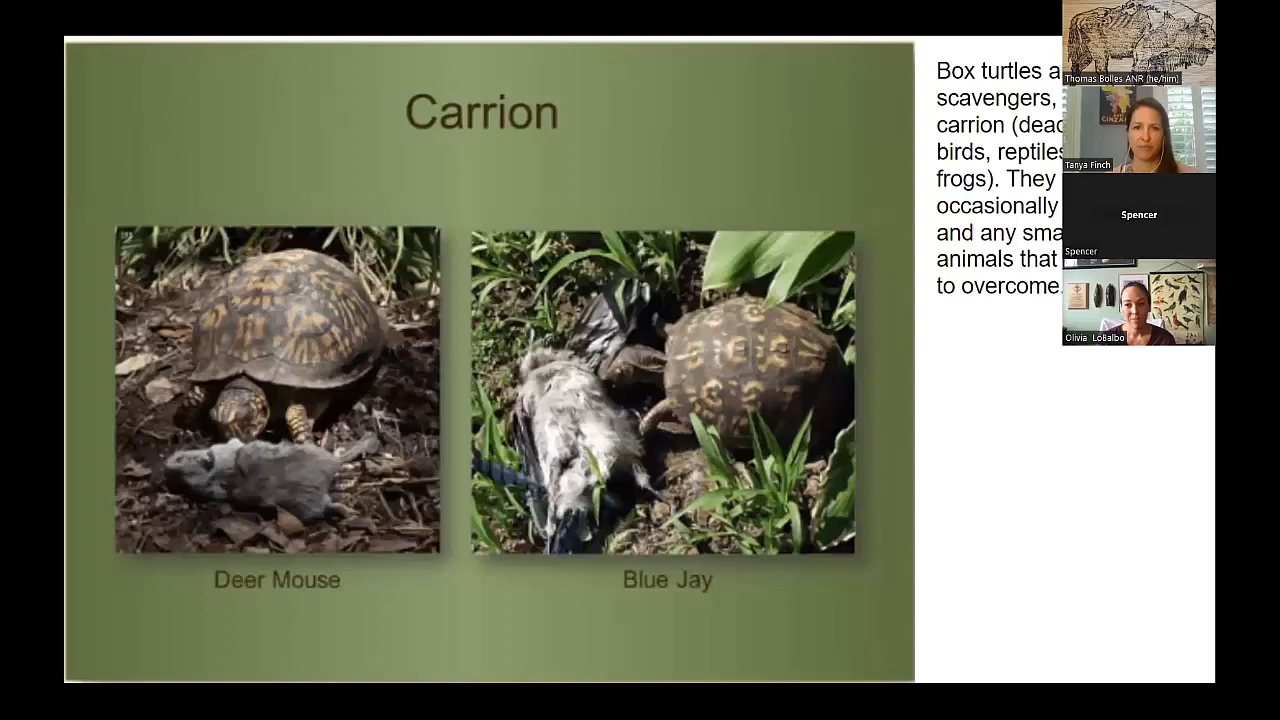 Carrion
Deer Mouse
Blue Jay
Box turtles a
scavengers,
carrion (dead
birds, reptiles
frogs). They
occasionally
and any sma
animals that
to overcome.
Thomas Bolles ANR (he/him)
Tanya Finch
Spencer
Spencer
Olivia LoBalbo